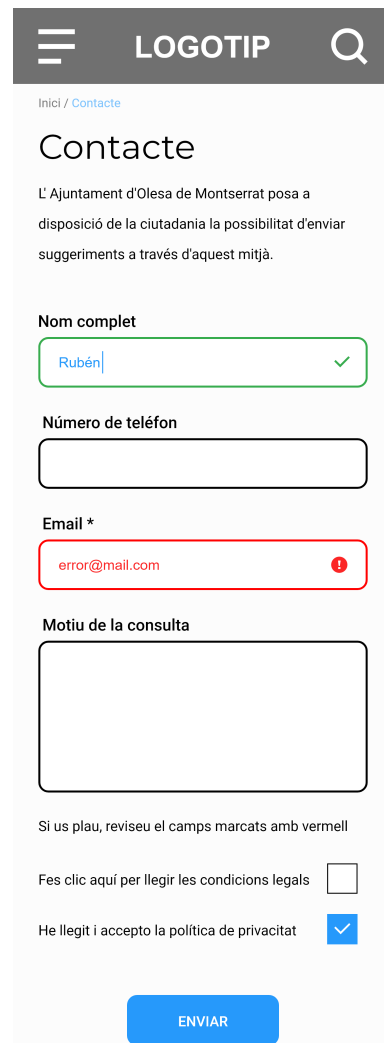 LOGOTIP
Inici / Contacte
Contacte
L' Ajuntament d'Olesa de Montserrat posa a
disposició de la ciutadania la possibilitat d'enviar
suggeriments a través d'aquest mitjà.
Nom complet
Rubén
Número de teléfon
Email *
error@mail.com
Motiu de la consulta
Si us plau, reviseu el camps marcats amb vermell
Fes clic aquí per llegir les condicions legals
He llegit i accepto la política de privacitat
ENVIAR